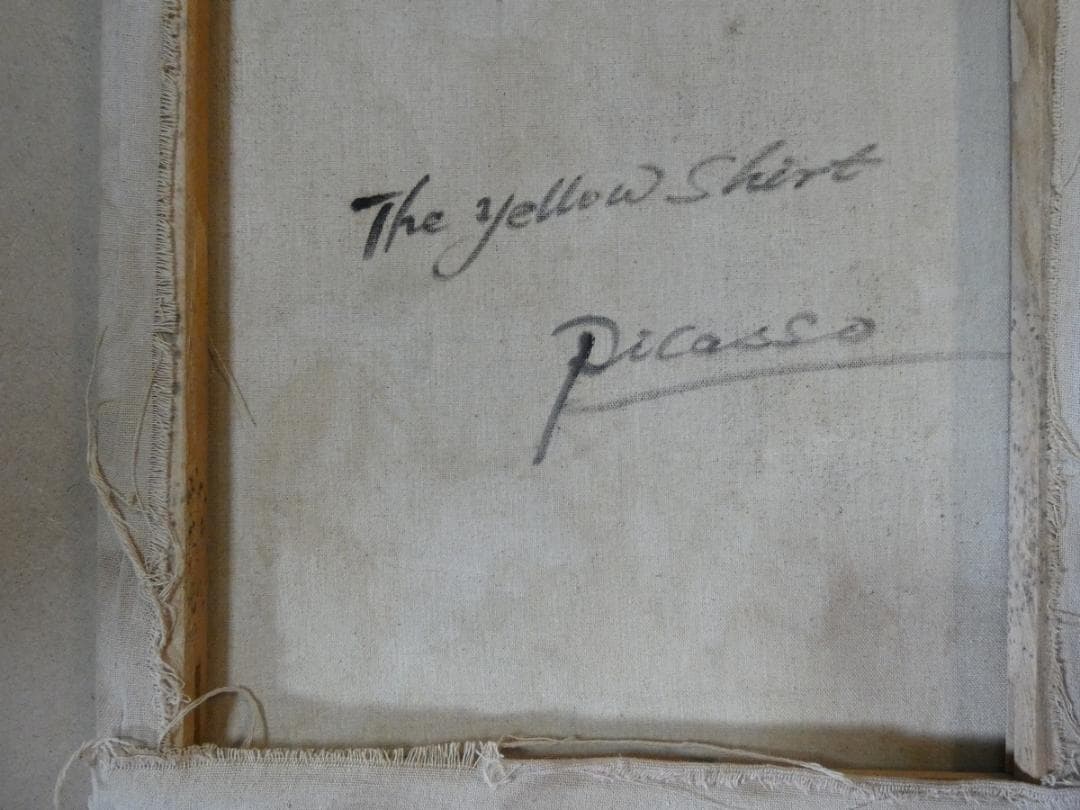 The yellow Shirt
Picasso